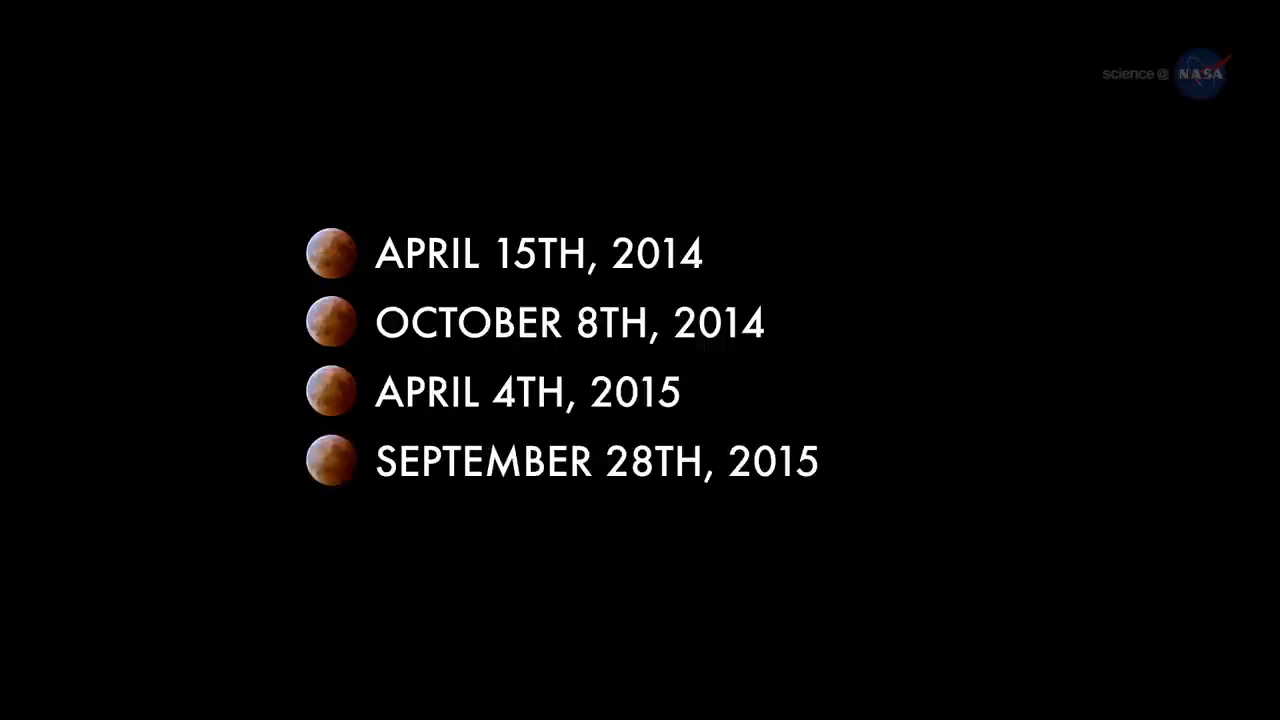 science@ NASA
APRIL 15TH, 2014
OCTOBER 8TH, 2014
APRIL 4TH, 2015
SEPTEMBER 28TH, 2015